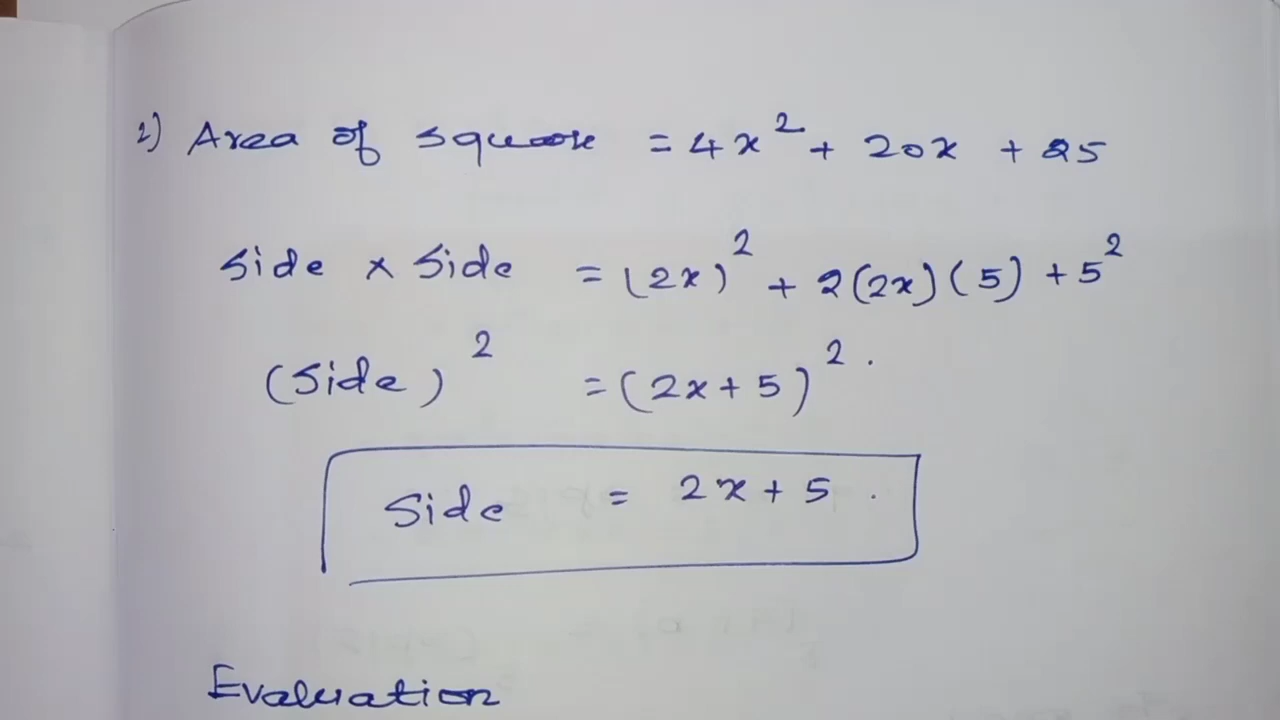 2) Area of square = 4x² + 20x + 25
Side × Side = (2x)² + 2(2x)(5) + 5²
(Side)² = (2x+5)².
Side = 2x + 5.
Evaluation